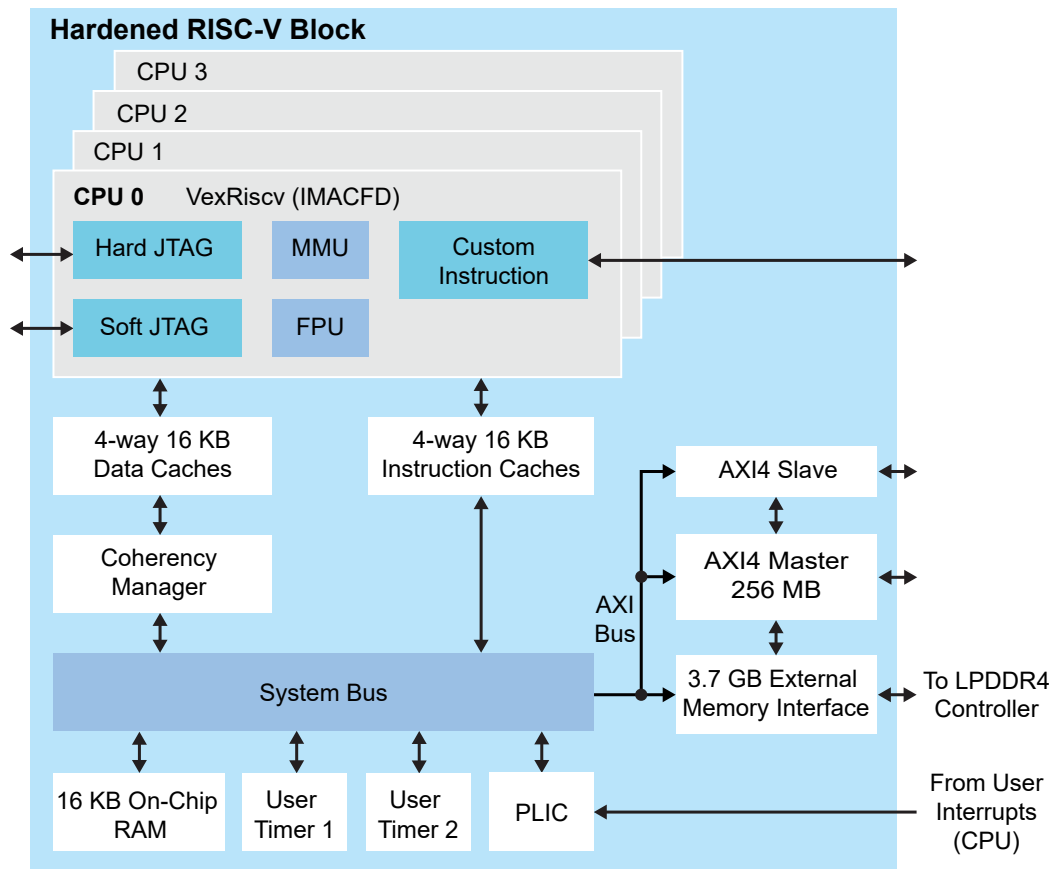 Hardened RISC-V Block
CPU 3
CPU 2
CPU 1
CPU 0 VexRiscv (IMACFD)
Hard JTAG
MMU
Custom
Instruction
Soft JTAG
FPU
4-way 16 KB
Data Caches
4-way 16 KB
Instruction Caches
AXI4 Slave
Coherency
Manager
AXI4 Master
256 MB
AXI
Bus
System Bus
3.7 GB External
Memory Interface
To LPDDR4
Controller
16 KB On-Chip
RAM
User
Timer 1
User
Timer 2
PLIC
From User
Interrupts
(CPU)